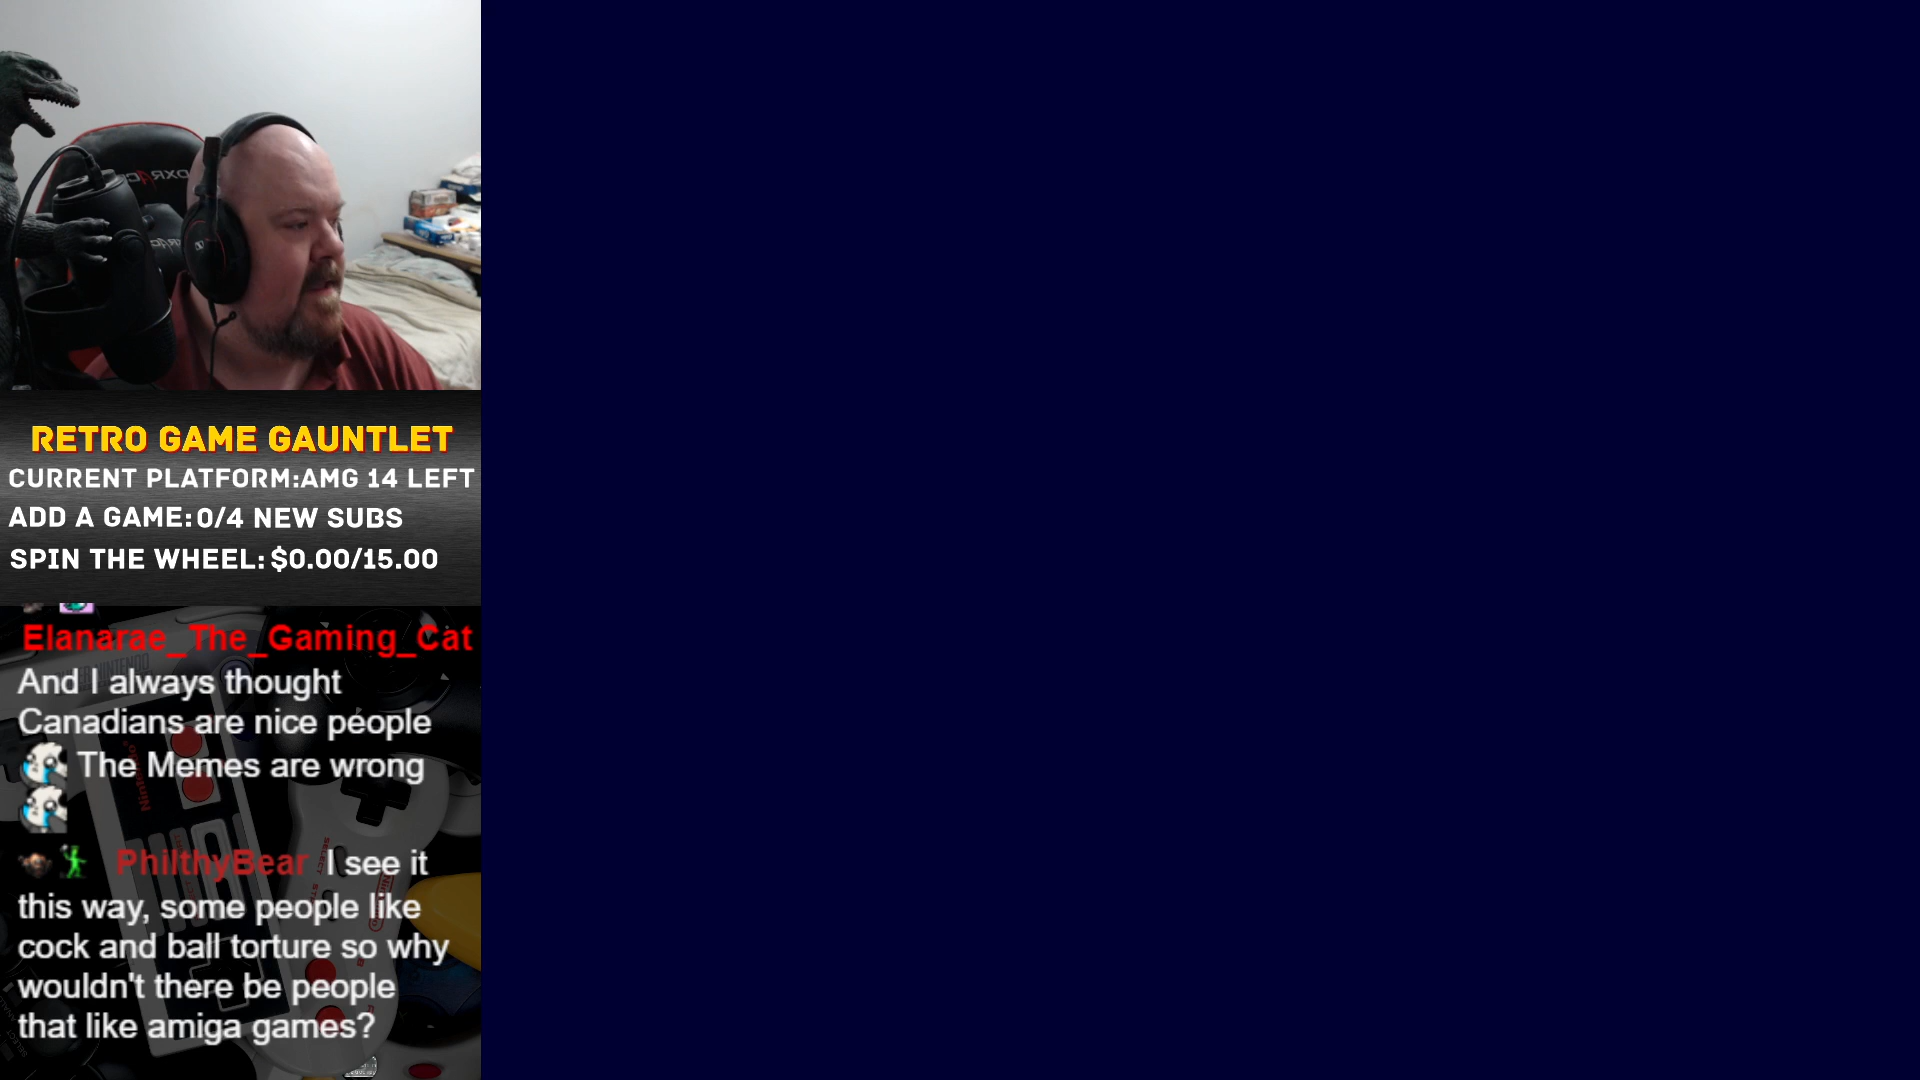 RETRO GAME GAUNTLET
CURRENT PLATFORM:AMG 14 LEFT
ADD A GAME: 0/4 NEW SUBS
SPIN THE WHEEL: $0.00/15.00
Elanarae_The_Gaming_Cat
And I always thought
Canadians are nice people
The Memes are wrong
PhilthyBear I see it
this way, some people like
cock and ball torture so why
wouldn't there be people
that like amiga games?